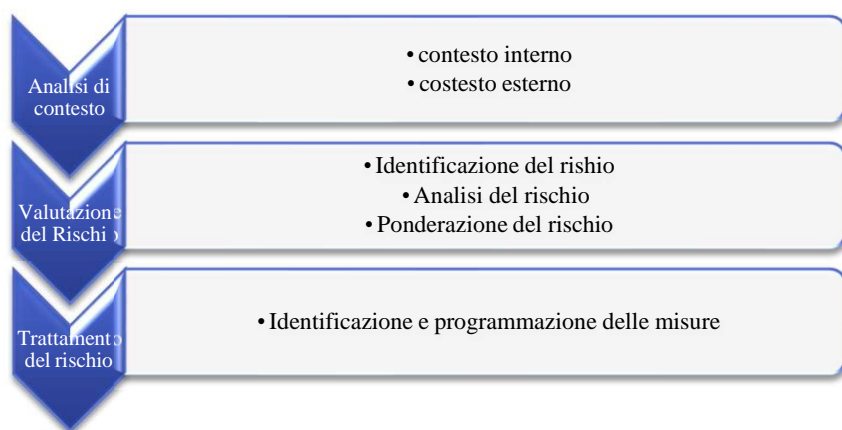 Analisi di
contesto
• contesto interno
• costesto esterno
Valutazione
del Rischio
• Identificazione del rishio
• Analisi del rischio
• Ponderazione del rischio
Trattamento
del rischio
• Identificazione e programmazione delle misure